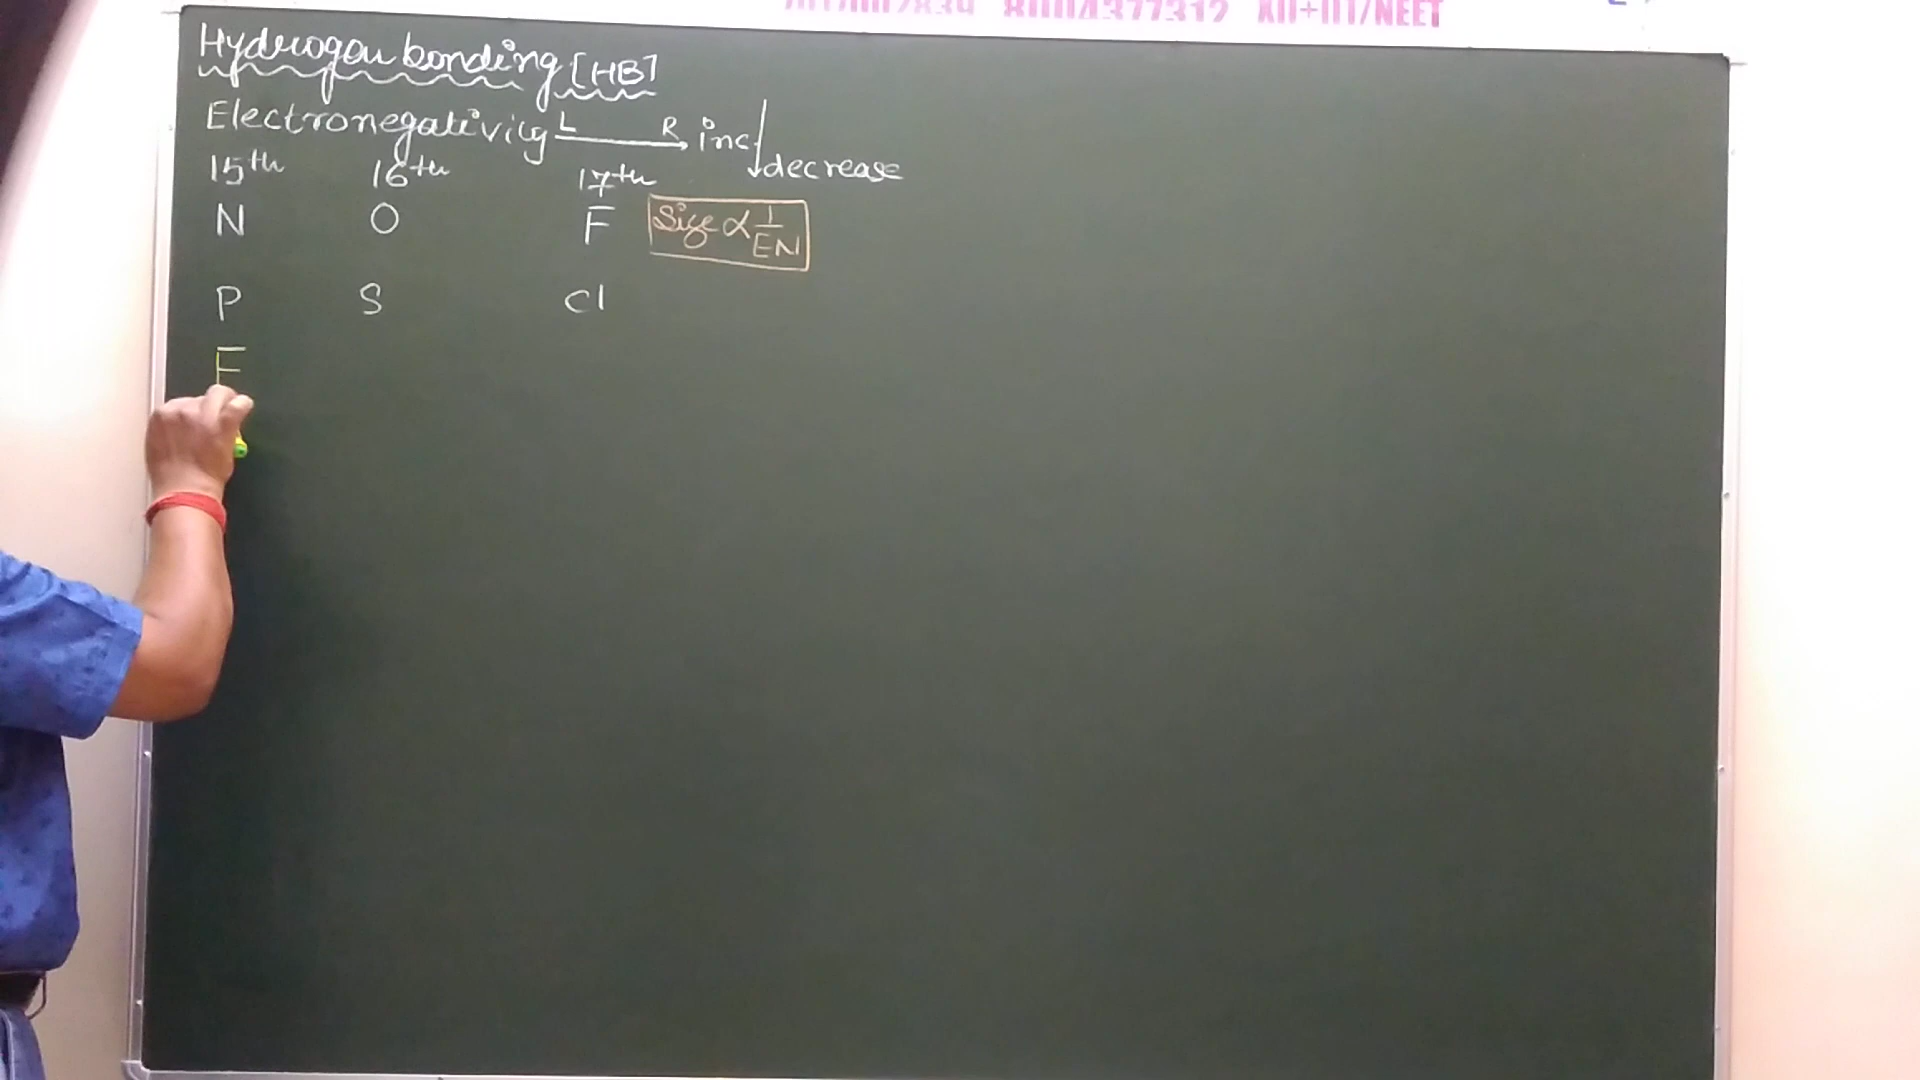 XII+IIT/NEET
Hydrogen bonding [HB]
Electronegativity L R inc decrease
15th 16th 17th
N O F Size ∝ 1/EN
P S Cl
F